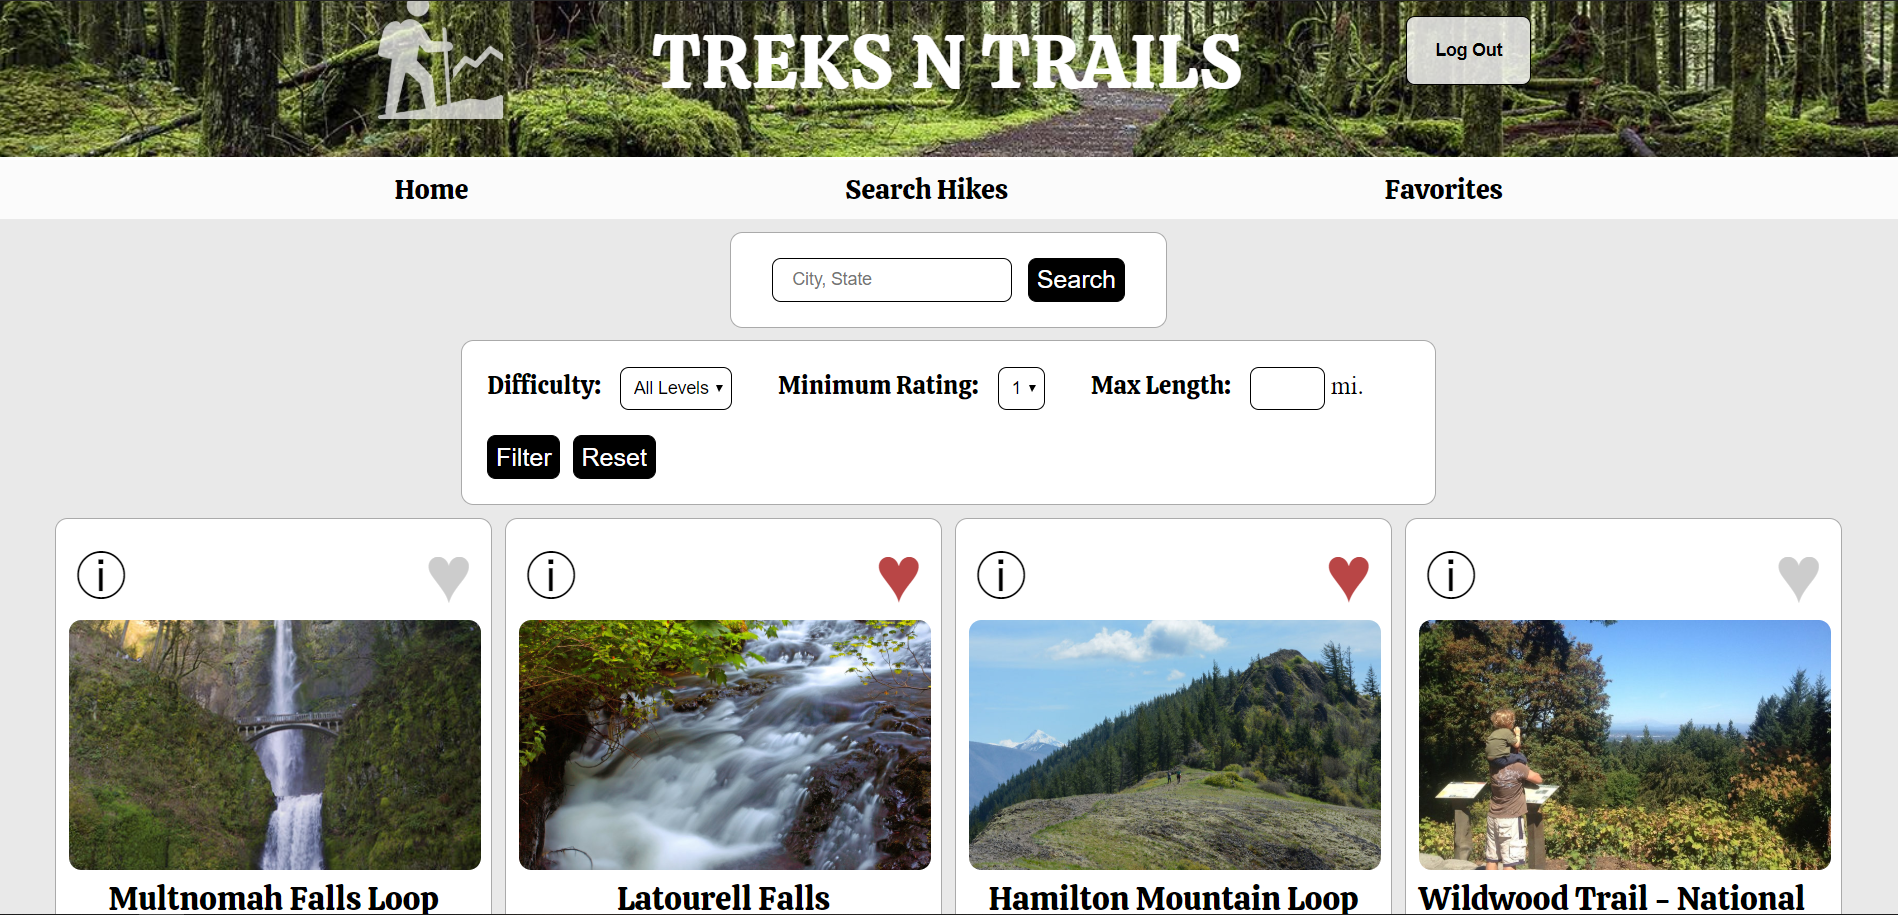 TREKS N TRAILS
Log Out
Home
Search Hikes
Favorites
City, State
Search
Difficulty:
All Levels
Minimum Rating:
1
Max Length:
mi.
Filter
Reset
i
i
i
i
Multnomah Falls Loop
Latourell Falls
Hamilton Mountain Loop
Wildwood Trail - National